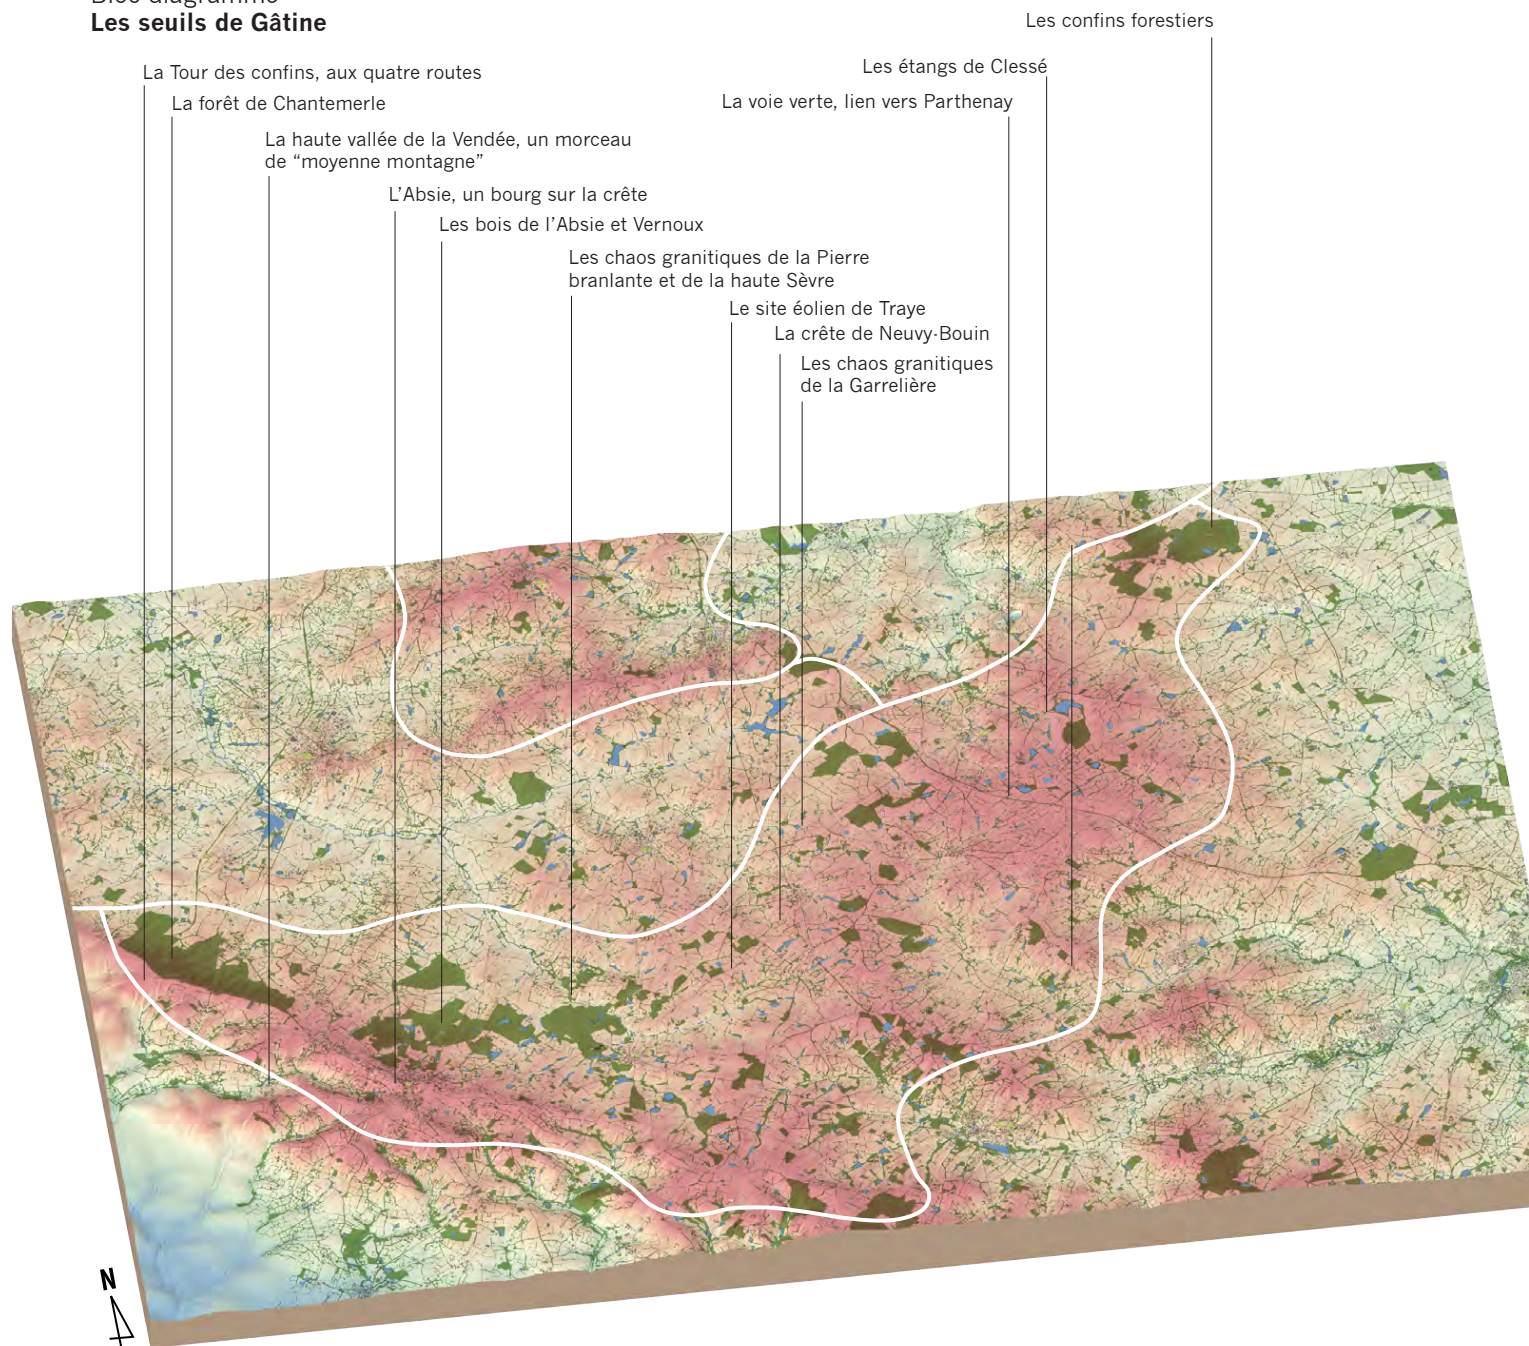 Bloc diagramme
Les seuils de Gâtine
Les confins forestiers
La Tour des confins, aux quatre routes
Les étangs de Clessé
La forêt de Chantemerle
La voie verte, lien vers Parthenay
La haute vallée de la Vendée, un morceau
de “moyenne montagne”
L’Absie, un bourg sur la crête
Les bois de l’Absie et Vernoux
Les chaos granitiques de la Pierre
branlante et de la haute Sèvre
Le site éolien de Traye
La crête de Neuvy-Bouin
Les chaos granitiques
de la Garrelière
N